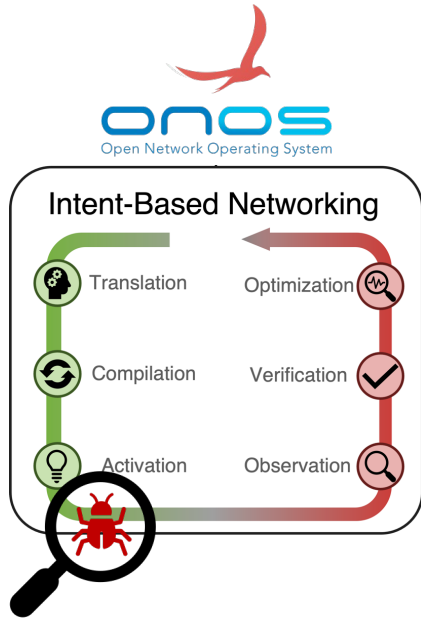 onos
Open Network Operating System
Intent-Based Networking
Translation
Optimization
Compilation
Verification
Activation
Observation